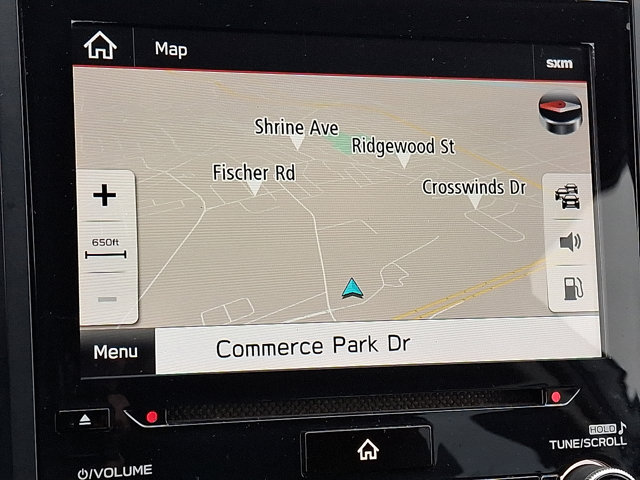 Map
sxm
Shrine Ave
Ridgewood St
Fischer Rd
Crosswinds Dr
+
650ft
-
Menu
Commerce Park Dr
HOLD
TUNE/SCROLL
/VOLUME